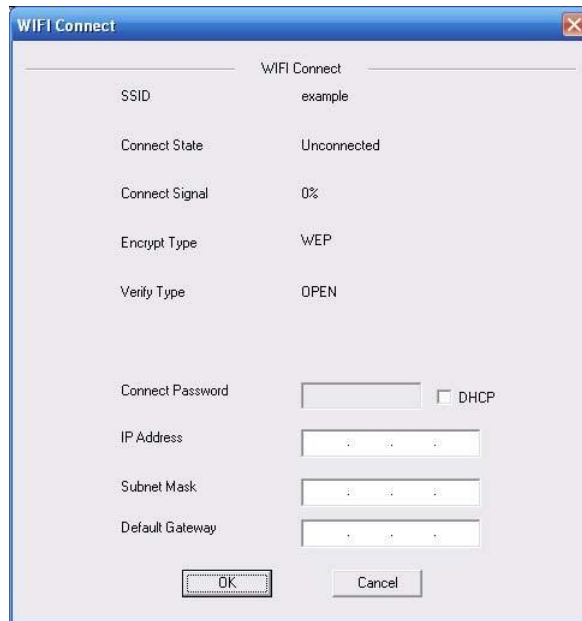 WIFI Connect
WIFI Connect
SSID example
Connect State Unconnected
Connect Signal 0%
Encrypt Type WEP
Verify Type OPEN
Connect Password DHCP
IP Address . . .
Subnet Mask . . .
Default Gateway . . .
OK Cancel